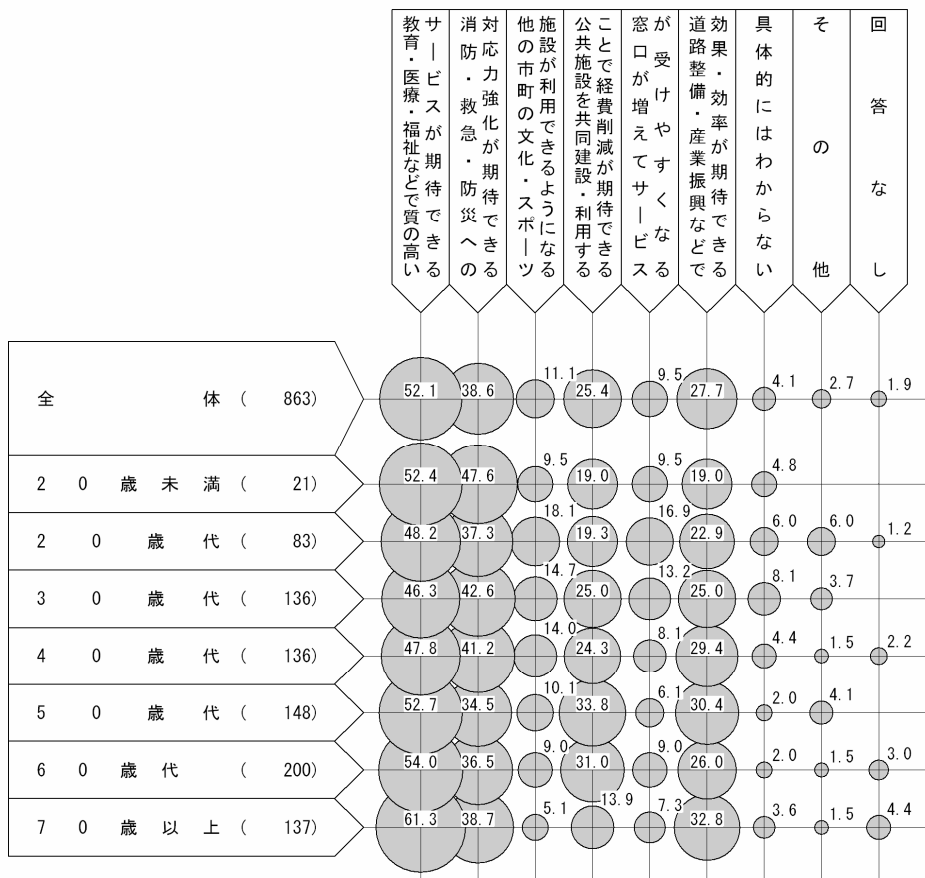 教育・医療・福祉などで質の高い
サービスが期待できる
消防・救急・防災への
対応力強化が期待できる
他の市町の文化・スポーツ
施設が利用できるようになる
公共施設を共同建設・利用する
ことで経費削減が期待できる
窓口が増えてサービス
が受けやすくなる
道路整備・産業振興などで
効果・効率が期待できる
具体的にはわからない
その他
回答なし
全体( 863) 52.1 38.6 11.1 25.4 9.5 27.7 4.1 2.7 1.9
20歳未満( 21) 52.4 47.6 9.5 19.0 9.5 19.0 4.8
20歳代( 83) 48.2 37.3 18.1 19.3 16.9 22.9 6.0 6.0 1.2
30歳代( 136) 46.3 42.6 14.7 25.0 13.2 25.0 8.1 3.7
40歳代( 136) 47.8 41.2 14.0 24.3 8.1 29.4 4.4 1.5 2.2
50歳代( 148) 52.7 34.5 10.1 33.8 6.1 30.4 2.0 4.1
60歳代( 200) 54.0 36.5 9.0 31.0 9.0 26.0 2.0 1.5 3.0
70歳以上( 137) 61.3 38.7 5.1 13.9 7.3 32.8 3.6 1.5 4.4